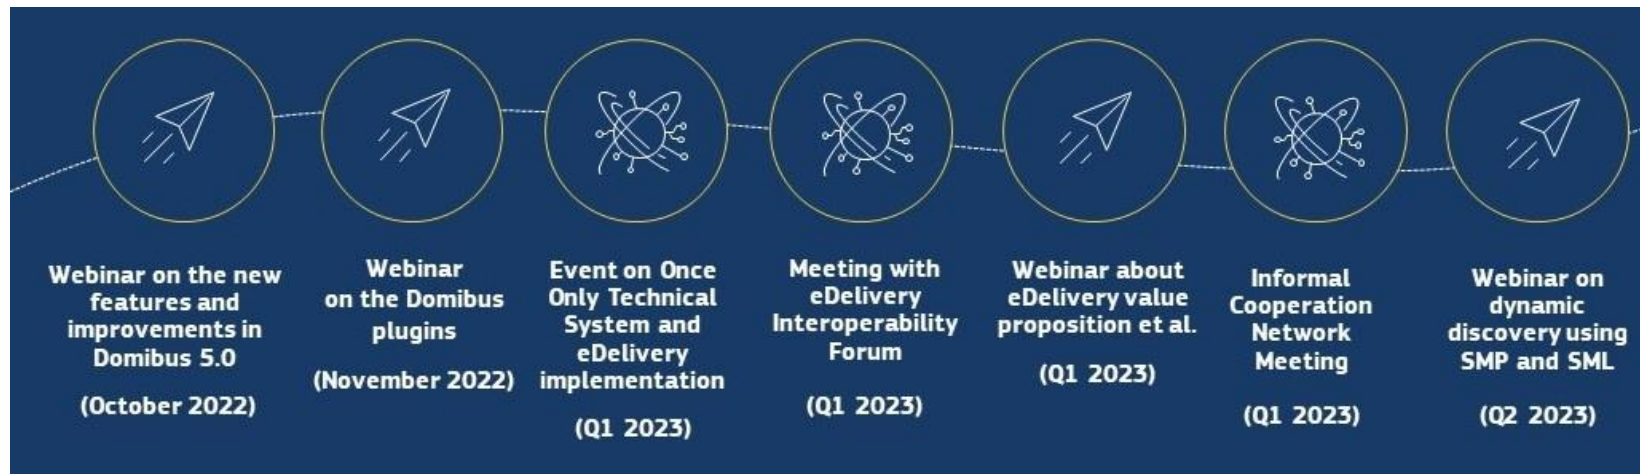 Webinar on the new
features and
improvements in
Domibus 5.0
(October 2022)
Webinar
on the Domibus
plugins
(November 2022)
Event on Once
Only Technical
System and
eDelivery
implementation
(Q1 2023)
Meeting with
eDelivery
Interoperability
Forum
(Q1 2023)
Webinar about
eDelivery value
proposition et al.
(Q1 2023)
Informal
Cooperation
Network
Meeting
(Q1 2023)
Webinar on
dynamic
discovery using
SMP and SML
(Q2 2023)